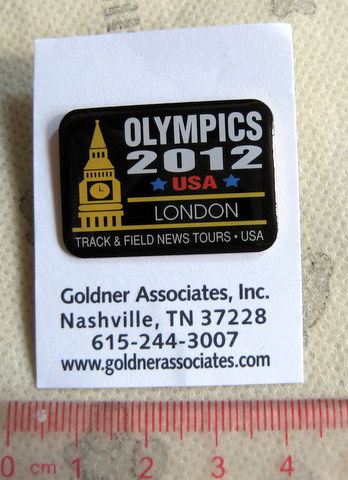 OLYMPICS
2012
USA
LONDON
TRACK & FIELD NEWS TOURS • USA
Goldner Associates, Inc.
Nashville, TN 37228
615-244-3007
www.goldnerassociates.com
0 cm 1 2 3 4